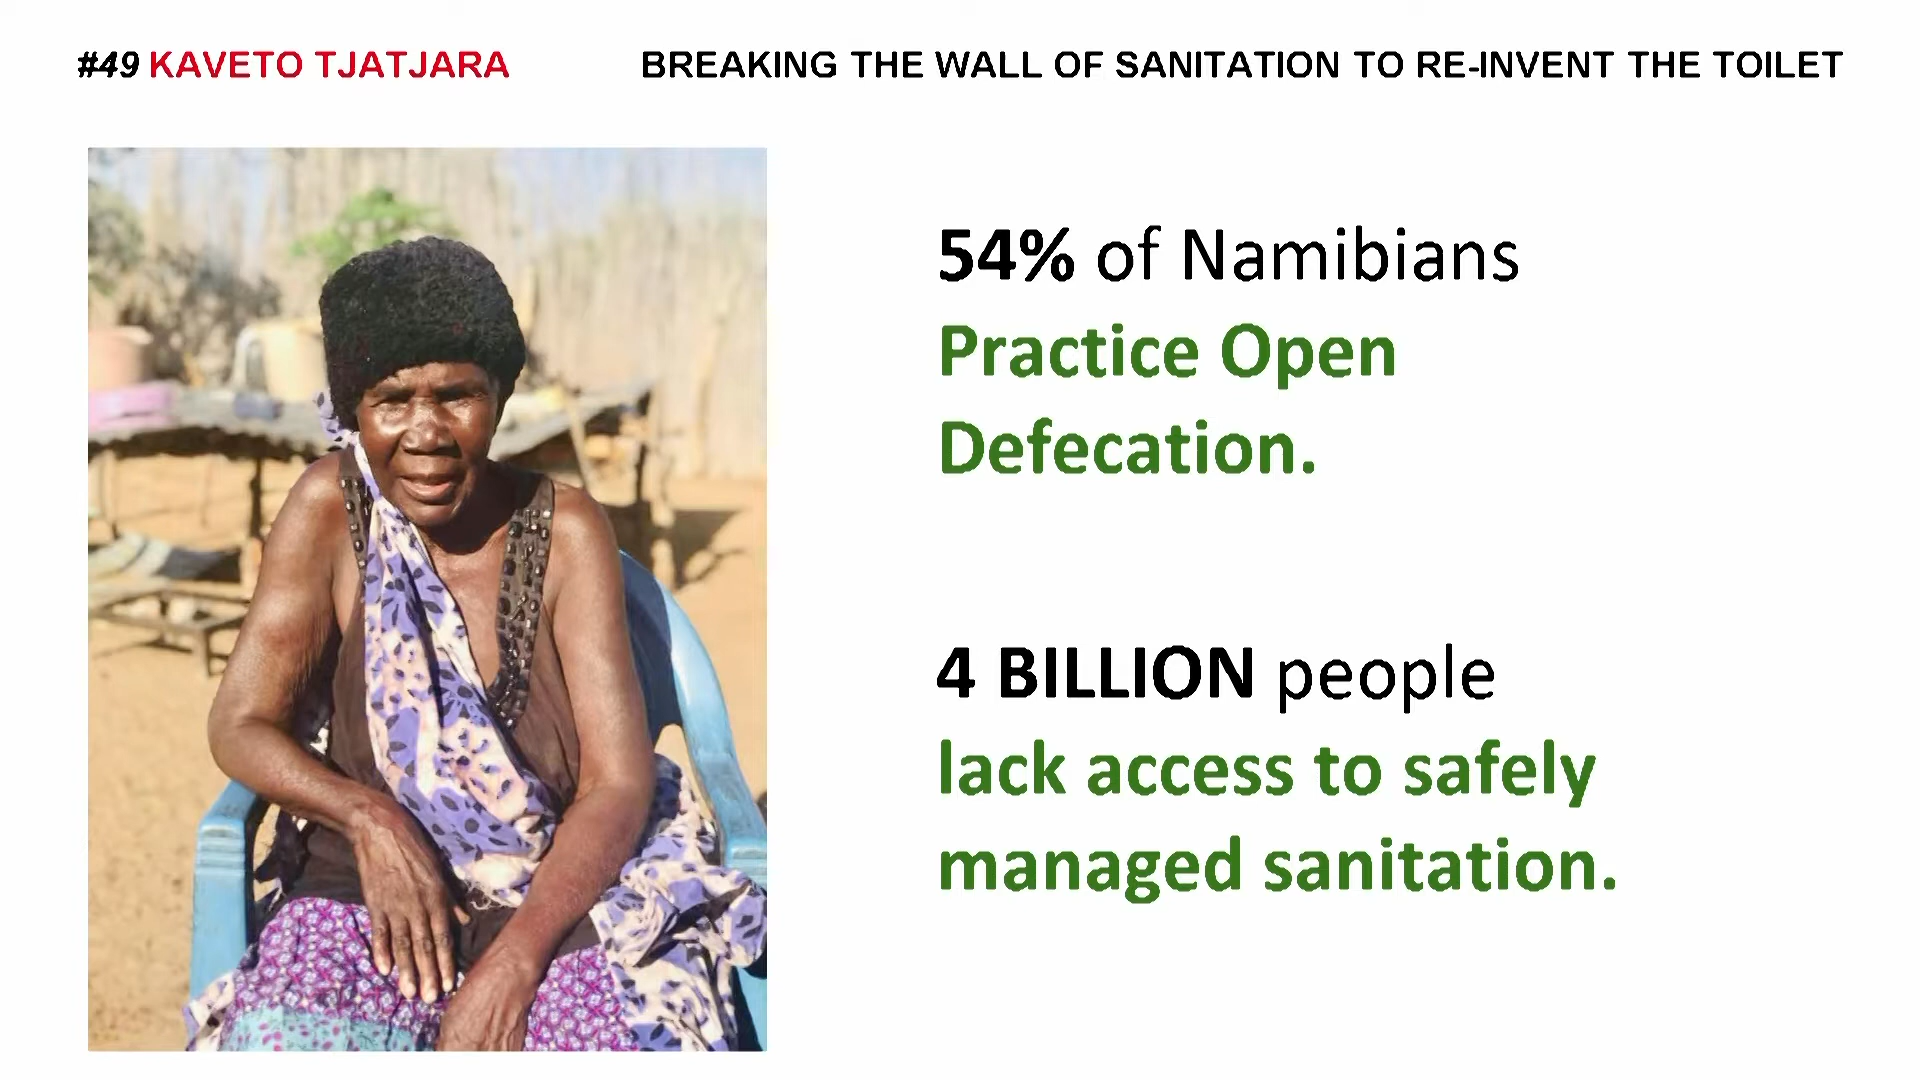 #49 KAVETO TJATJARA
BREAKING THE WALL OF SANITATION TO RE-INVENT THE TOILET
54% of Namibians
Practice Open
Defecation.
4 BILLION people
lack access to safely
managed sanitation.